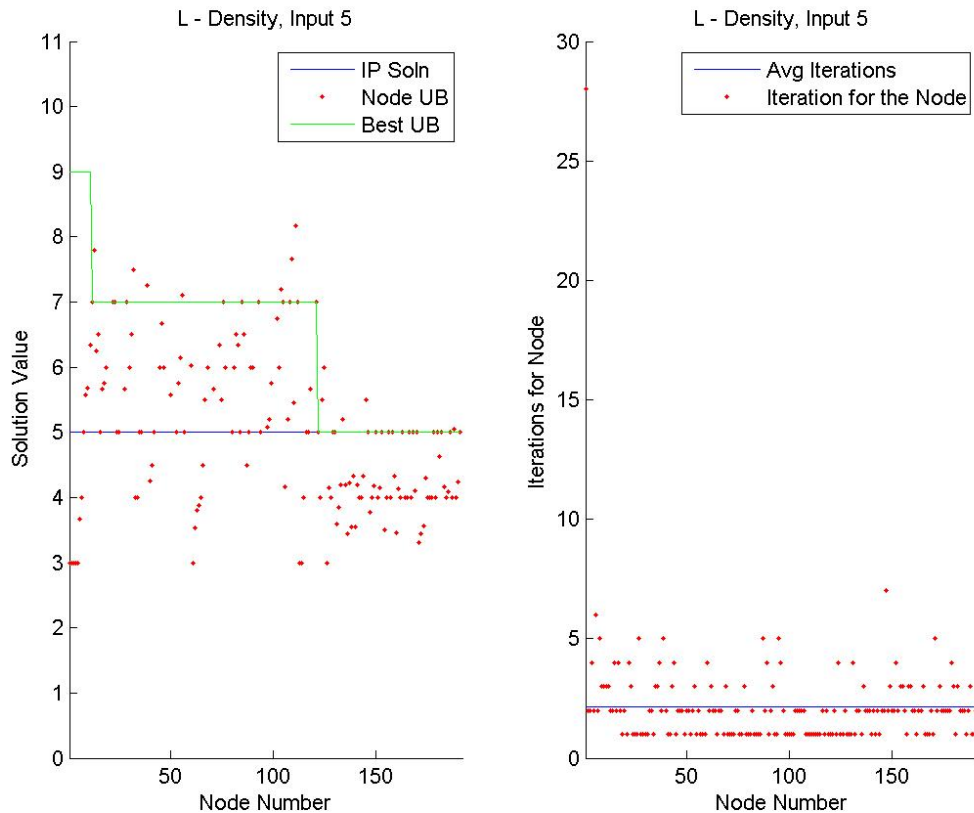 L - Density, Input 5
11
10
9
8
7
6
5
4
3
2
1
0
Solution Value
50
100
150
Node Number
IP Soln
Node UB
Best UB
L - Density, Input 5
30
25
20
15
10
5
0
Iterations for Node
50
100
150
Node Number
Avg Iterations
Iteration for the Node